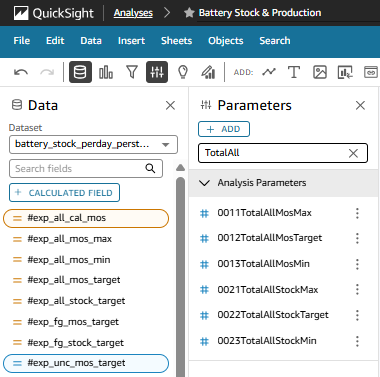 QuickSight
Analyses > ★ Battery Stock & Production
File Edit Data Insert Sheets Objects Search
ADD:
Data
Dataset
battery_stock_perday_perst...
Search fields
+ CALCULATED FIELD
#exp_all_cal_mos
#exp_all_mos_max
#exp_all_mos_min
#exp_all_mos_target
#exp_all_stock_target
#exp_fg_mos_target
#exp_fg_stock_target
#exp_unc_mos_target
Parameters
+ ADD
TotalAll
Analysis Parameters
# 0011TotalAllMosMax
# 0012TotalAllMosTarget
# 0013TotalAllMosMin
# 0021TotalAllStockMax
# 0022TotalAllStockTarget
# 0023TotalAllStockMin